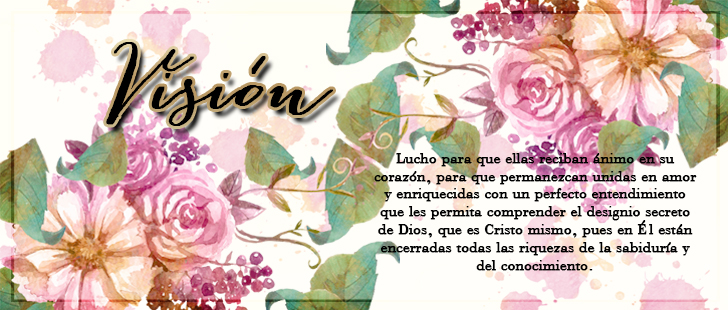 Visión
Lucho para que ellas reciban ánimo en su
corazón, para que permanezcan unidas en amor
y enriquecidas con un perfecto entendimiento
que les permita comprender el designio secreto
de Dios, que es Cristo mismo, pues en Él están
encerradas todas las riquezas de la sabiduría y
del conocimiento.